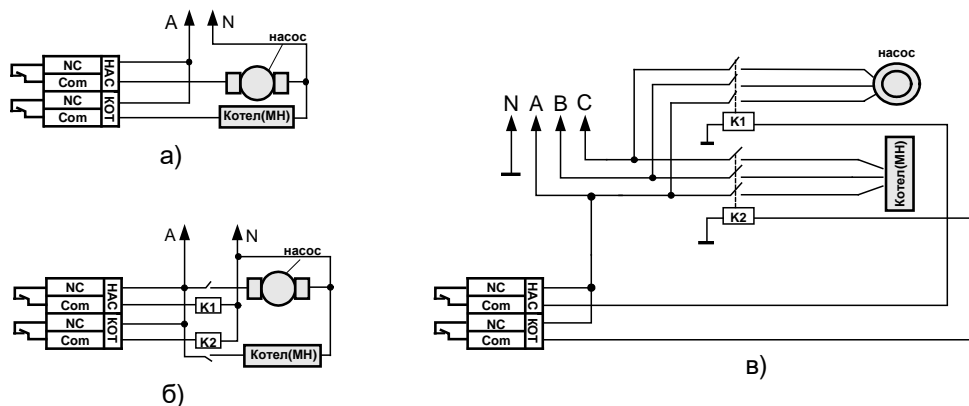 A N
насос
NC
Com
НАС
NC
Com
КОТ
Котел(МН)
а)
A N
насос
NC
Com
НАС
K1
NC
Com
КОТ
K2
Котел(МН)
б)
насос
N A B C
K1
Котел(МН)
K2
NC
Com
НАС
NC
Com
КОТ
в)